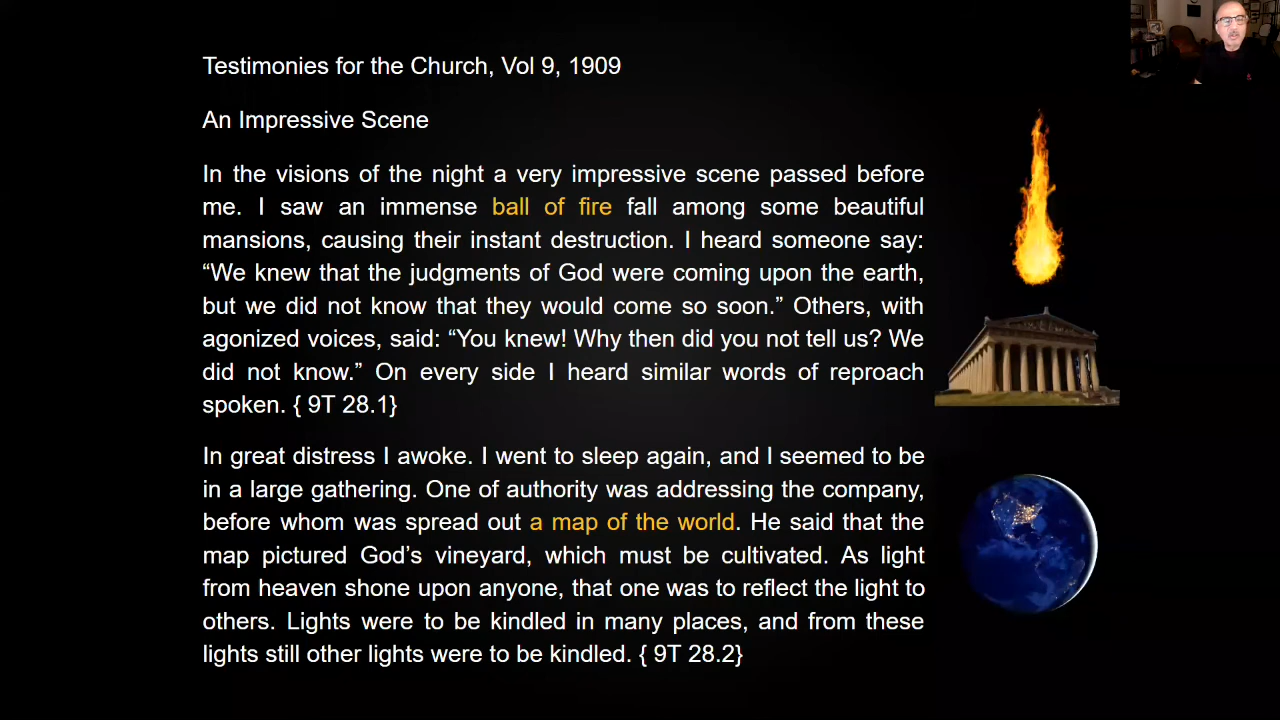 Testimonies for the Church, Vol 9, 1909
An Impressive Scene
In the visions of the night a very impressive scene passed before
me. I saw an immense ball of fire fall among some beautiful
mansions, causing their instant destruction. I heard someone say:
“We knew that the judgments of God were coming upon the earth,
but we did not know that they would come so soon.” Others, with
agonized voices, said: “You knew! Why then did you not tell us? We
did not know.” On every side I heard similar words of reproach
spoken. { 9T 28.1}
In great distress I awoke. I went to sleep again, and I seemed to be
in a large gathering. One of authority was addressing the company,
before whom was spread out a map of the world. He said that the
map pictured God’s vineyard, which must be cultivated. As light
from heaven shone upon anyone, that one was to reflect the light to
others. Lights were to be kindled in many places, and from these
lights still other lights were to be kindled. { 9T 28.2}